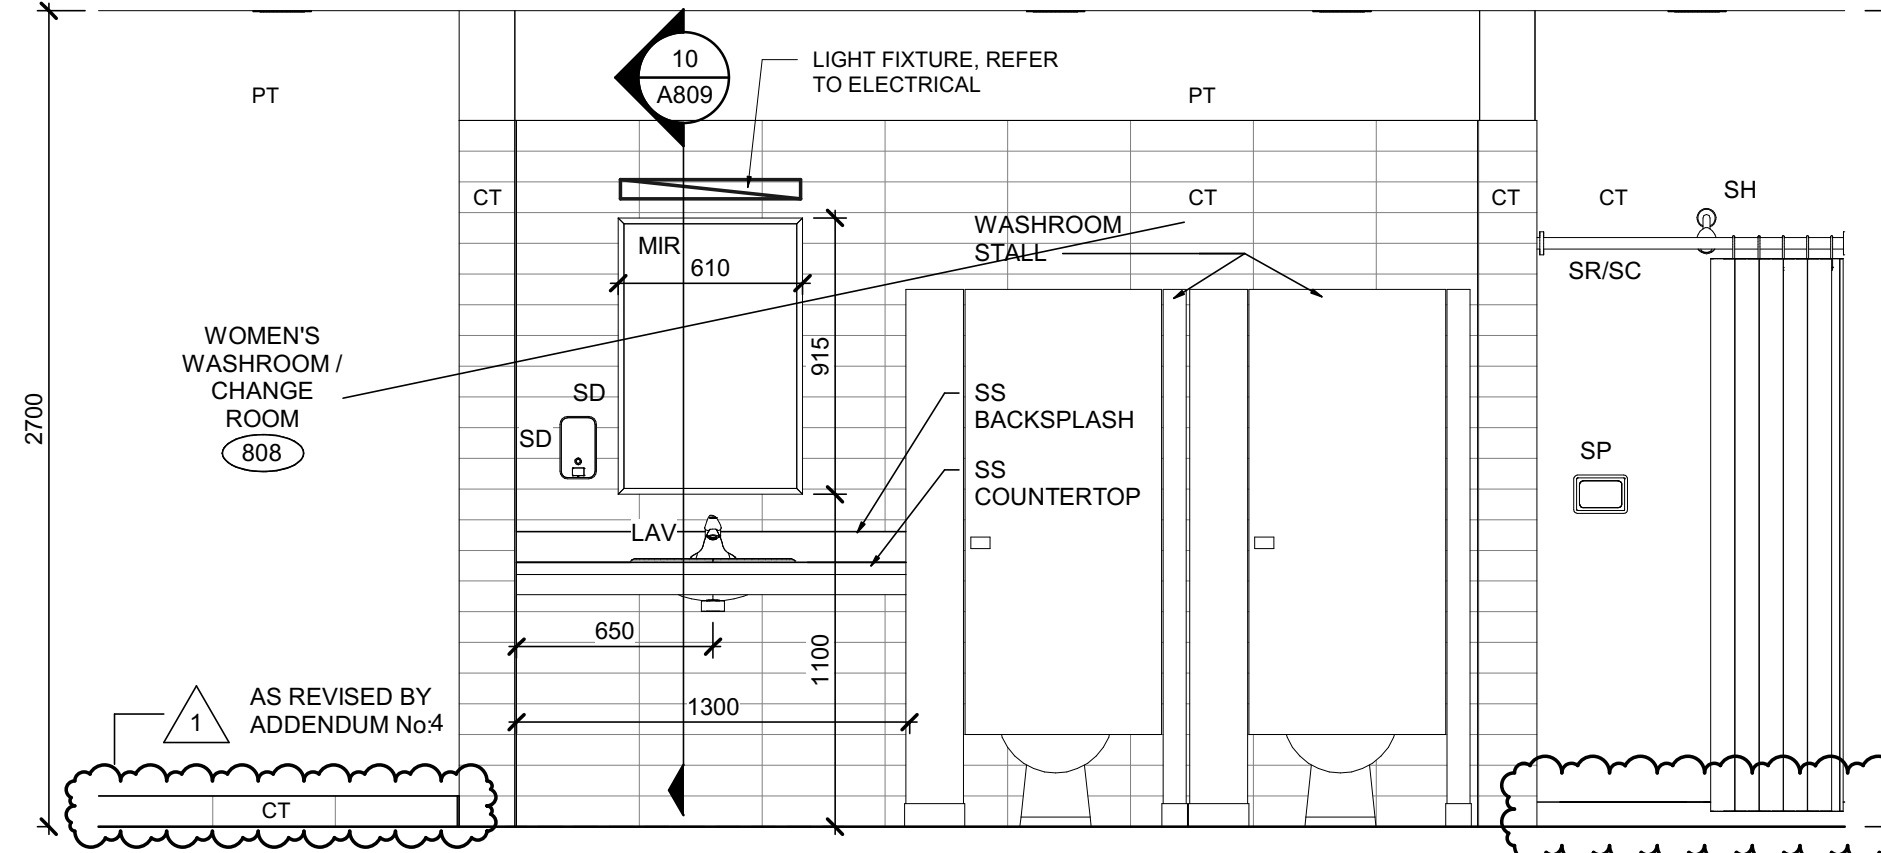 10
A809
LIGHT FIXTURE, REFER
TO ELECTRICAL
PT
PT
CT
CT
CT
CT
SH
WASHROOM
STALL
MIR
610
SR/SC
WOMEN'S
WASHROOM /
CHANGE
ROOM
808
2700
915
SD
SD
SS
BACKSPLASH
SS
COUNTERTOP
SP
LAV
650
1100
1300
1
AS REVISED BY
ADDENDUM No:4
CT